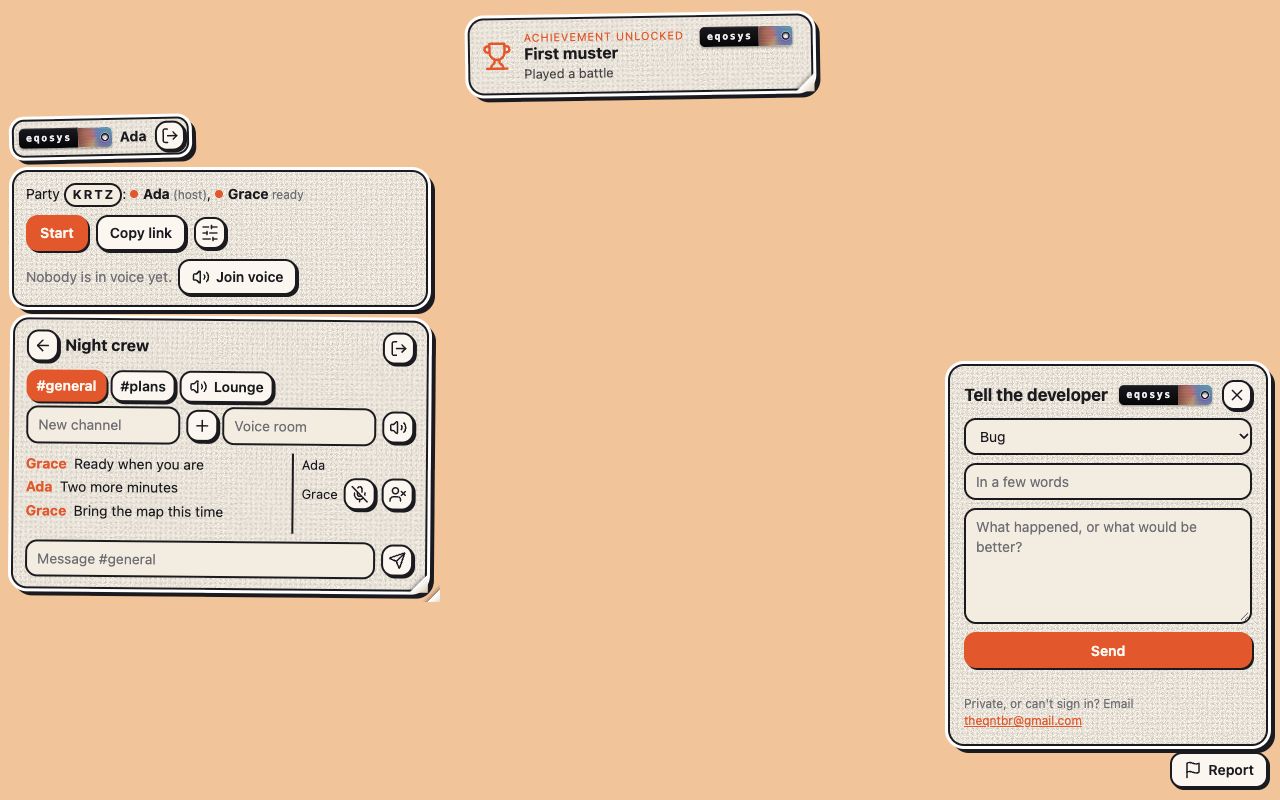 ACHIEVEMENT UNLOCKED
eqosys
First muster
Played a battle
eqosys Ada
Party KRTZ: Ada (host), Grace ready
Start Copy link
Nobody is in voice yet. Join voice
Night crew
#general #plans Lounge
New channel Voice room
Grace Ready when you are
Ada Two more minutes
Grace Bring the map this time
Ada
Grace
Message #general
Tell the developer eqosys
Bug
In a few words
What happened, or what would be
better?
Send
Private, or can't sign in? Email
theqntbr@gmail.com
Report